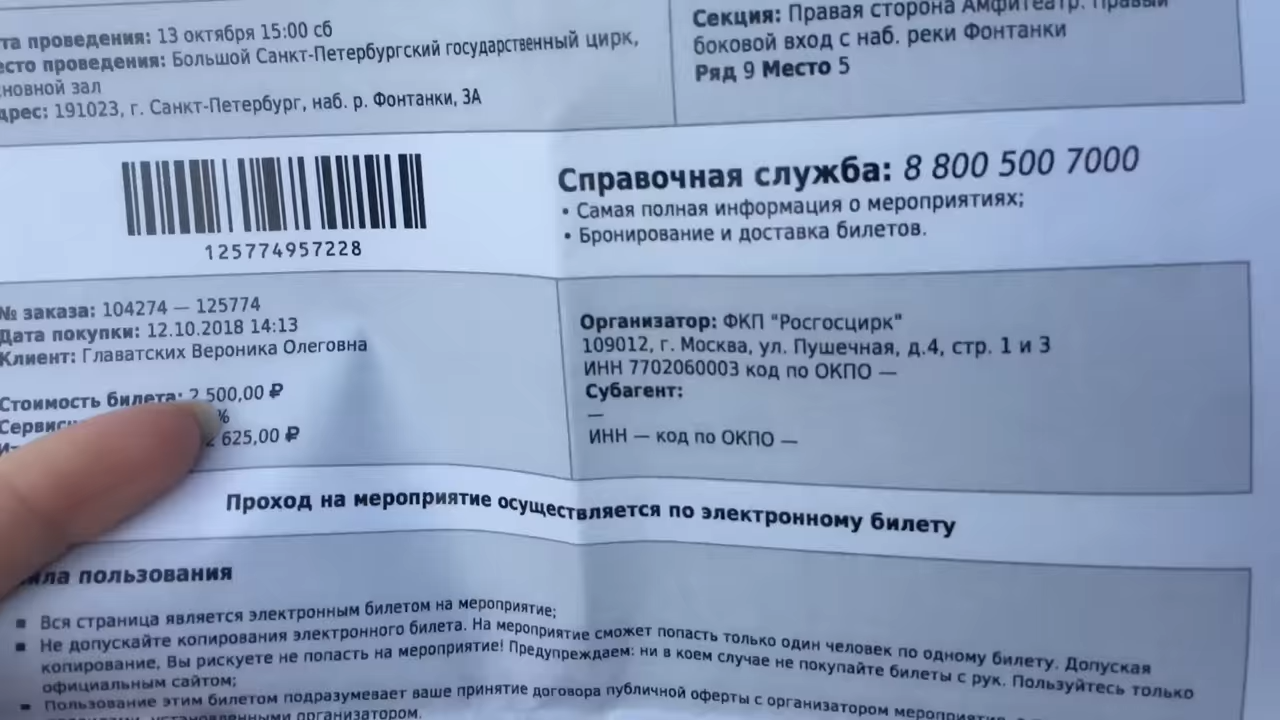 та проведения: 13 октября 15:00 сб
есто проведения: Большой Санкт-Петербургский государственный цирк,
новной зал
дрес: 191023, г. Санкт-Петербург, наб. р. Фонтанки, 3А
Секция: Правая сторона Амфитеатр. Правый
боковой вход с наб. реки Фонтанки
Ряд 9 Место 5
125774957228
Справочная служба: 8 800 500 7000
• Самая полная информация о мероприятиях;
• Бронирование и доставка билетов.
№ заказа: 104274 — 125774
Дата покупки: 12.10.2018 14:13
Клиент: Главатских Вероника Олеговна
Стоимость билета: 2 500,00 ₽
Сервисн %
2 625,00 ₽
Организатор: ФКП "Росгосцирк"
109012, г. Москва, ул. Пушечная, д.4, стр. 1 и 3
ИНН 7702060003 код по ОКПО —
Субагент:
—
ИНН — код по ОКПО —
Проход на мероприятие осуществляется по электронному билету
ила пользования
▪ Вся страница является электронным билетом на мероприятие;
▪ Не допускайте копирования электронного билета. На мероприятие сможет попасть только один человек по одному билету. Допуская
копирование, Вы рискуете не попасть на мероприятие! Предупреждаем: ни в коем случае не покупайте билеты с рук. Пользуйтесь только
официальным сайтом;
▪ Пользование этим билетом подразумевает ваше принятие договора публичной оферты с организатором мероприятия
установленными организатором.